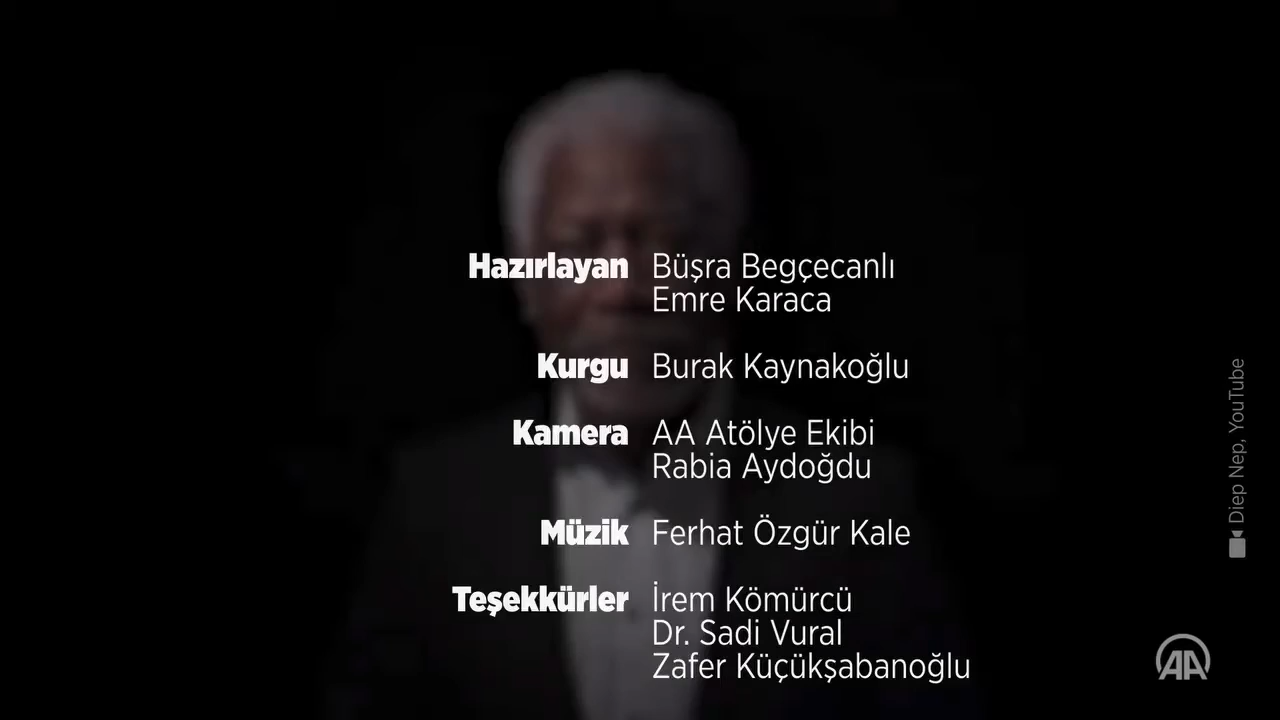 Hazırlayan Büşra Begçecanlı
Emre Karaca
Kurgu Burak Kaynakoğlu
Kamera AA Atölye Ekibi
Rabia Aydoğdu
Müzik Ferhat Özgür Kale
Teşekkürler İrem Kömürcü
Dr. Sadi Vural
Zafer Küçükşabanoğlu
Diep Nep, YouTube
AA